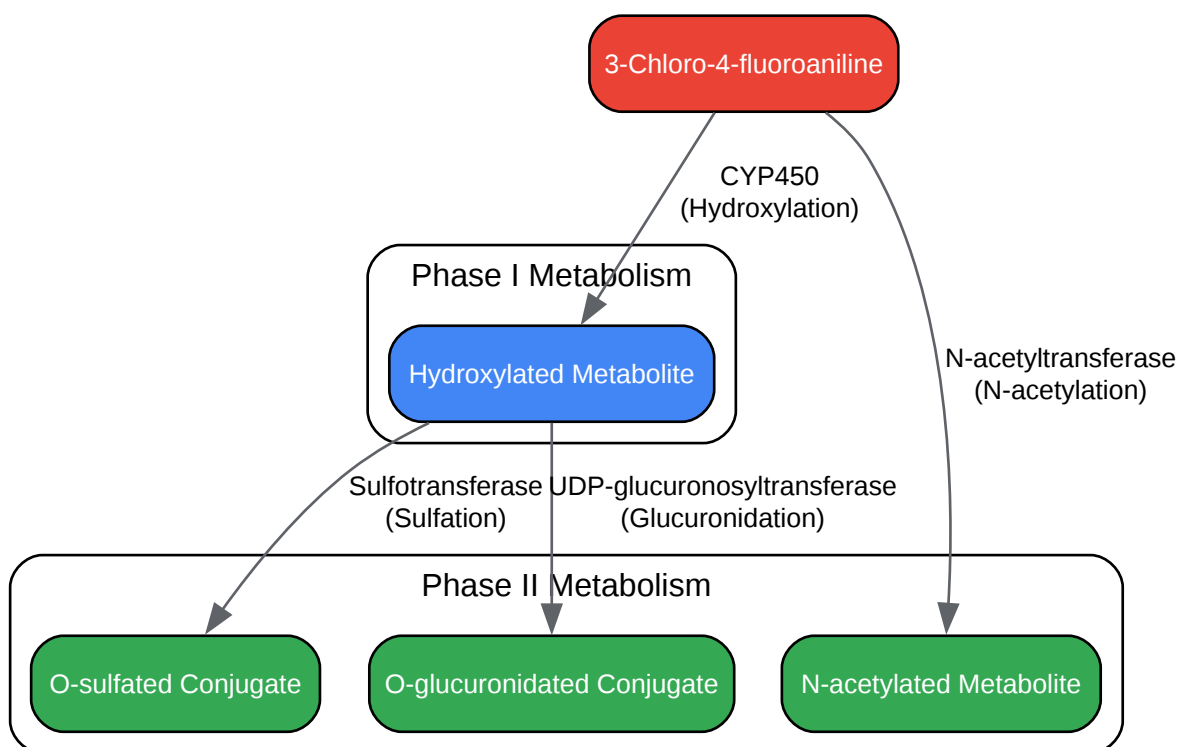 3-Chloro-4-fluoroaniline
CYP450
(Hydroxylation)
Phase I Metabolism
Hydroxylated Metabolite
N-acetyltransferase
(N-acetylation)
Sulfotransferase
(Sulfation)
UDP-glucuronosyltransferase
(Glucuronidation)
Phase II Metabolism
O-sulfated Conjugate
O-glucuronidated Conjugate
N-acetylated Metabolite